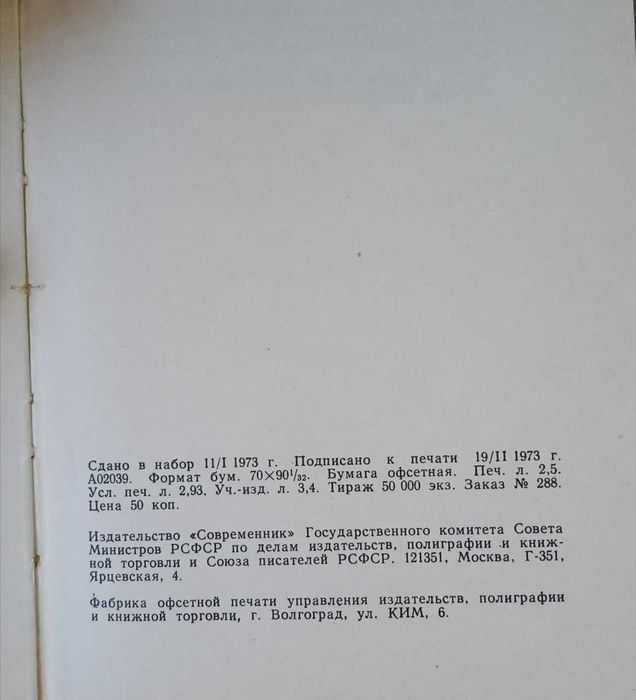 Сдано в набор 11/I 1973 г. Подписано к печати 19/II 1973 г.
А02039. Формат бум. 70×90¹/₃₂. Бумага офсетная. Печ. л. 2,5.
Усл. печ. л. 2,93. Уч.-изд. л. 3,4. Тираж 50 000 экз. Заказ № 288.
Цена 50 коп.
Издательство «Современник» Государственного комитета Совета
Министров РСФСР по делам издательств, полиграфии и книж-
ной торговли и Союза писателей РСФСР. 121351, Москва, Г-351,
Ярцевская, 4.
Фабрика офсетной печати управления издательств, полиграфии
и книжной торговли, г. Волгоград, ул. КИМ, 6.